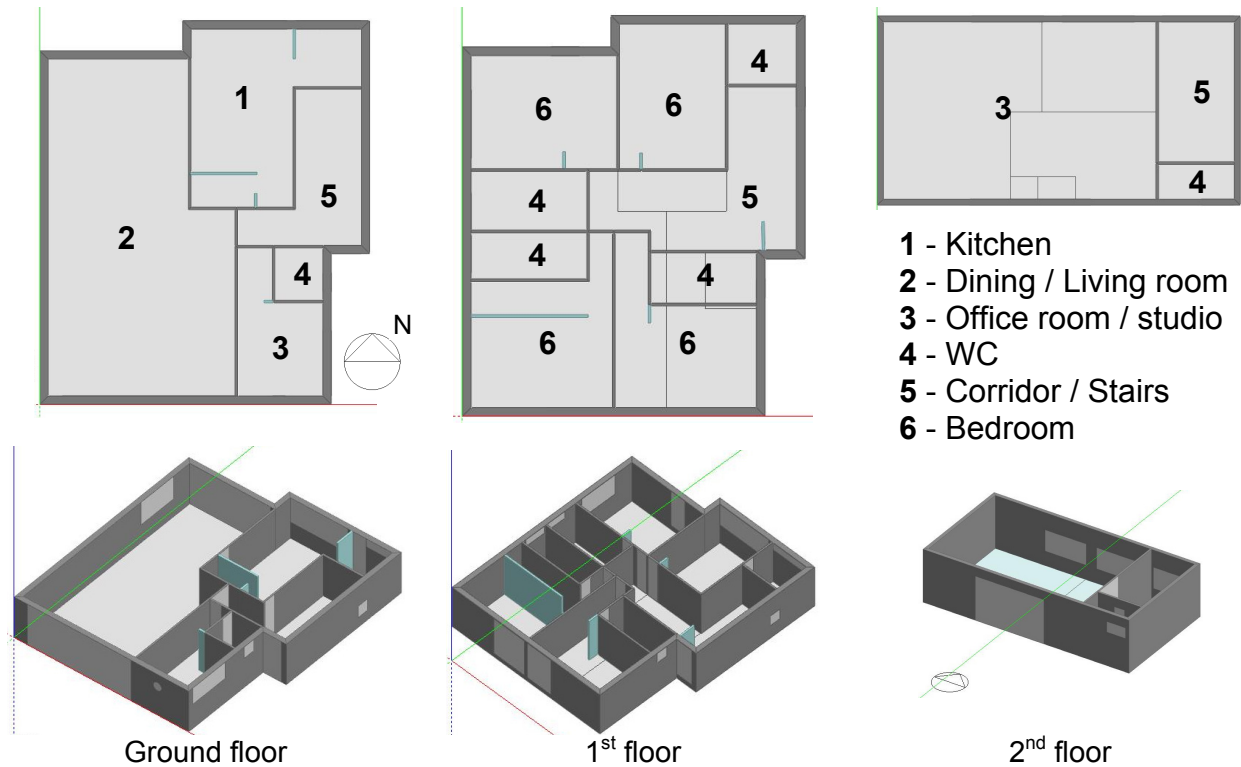 1
2
5
4
3
N
6
6
4
4
5
4
4
6
6
3
5
4
1 - Kitchen
2 - Dining / Living room
3 - Office room / studio
4 - WC
5 - Corridor / Stairs
6 - Bedroom
Ground floor
1st floor
2nd floor